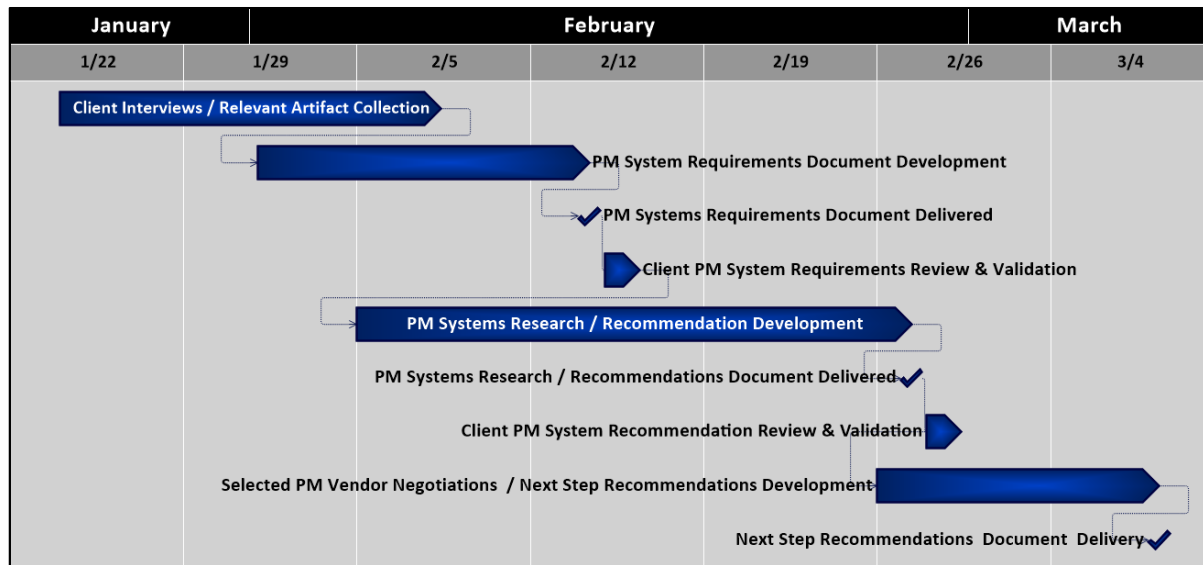 January February March
1/22 1/29 2/5 2/12 2/19 2/26 3/4
Client Interviews / Relevant Artifact Collection
PM System Requirements Document Development
PM Systems Requirements Document Delivered
Client PM System Requirements Review & Validation
PM Systems Research / Recommendation Development
PM Systems Research / Recommendations Document Delivered
Client PM System Recommendation Review & Validation
Selected PM Vendor Negotiations / Next Step Recommendations Development
Next Step Recommendations Document Delivery